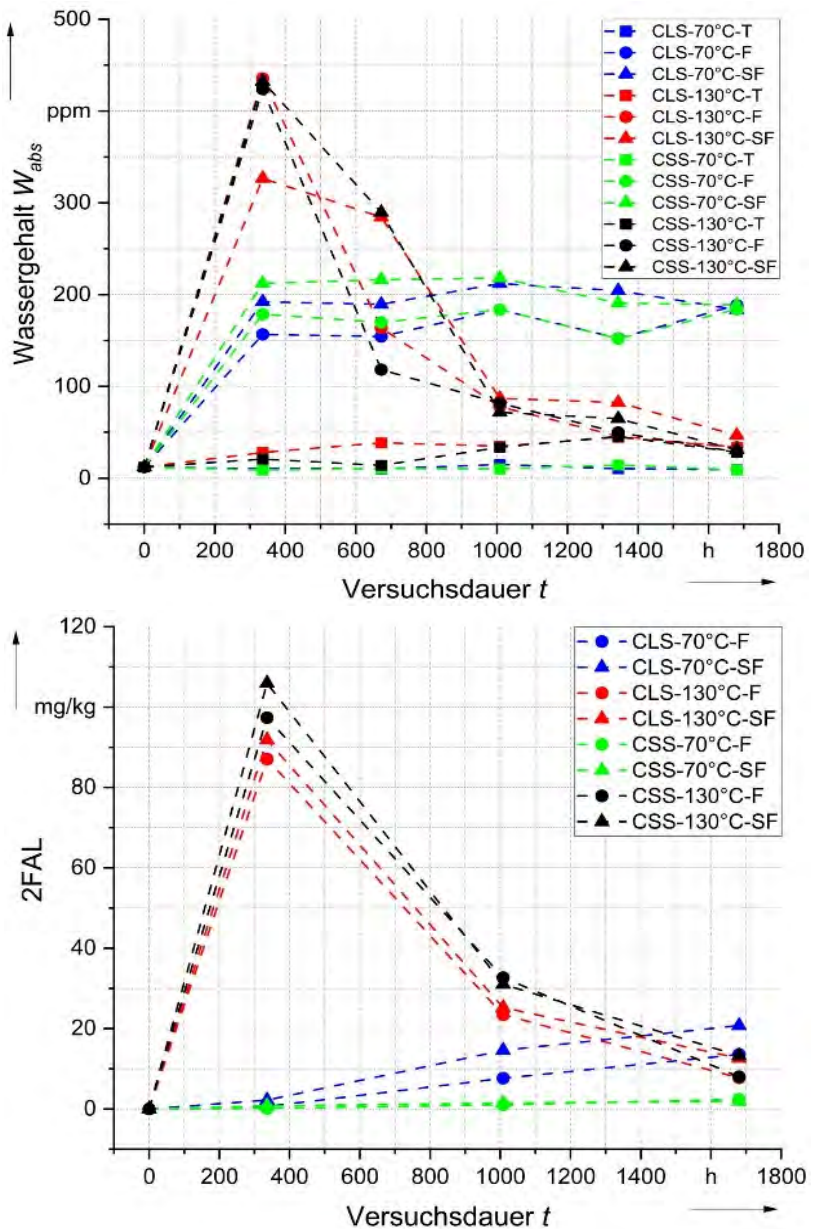 500
ppm
300
200
100
0
Wassergehalt W_abs
CLS-70°C-T
CLS-70°C-F
CLS-70°C-SF
CLS-130°C-T
CLS-130°C-F
CLS-130°C-SF
CSS-70°C-T
CSS-70°C-F
CSS-70°C-SF
CSS-130°C-T
CSS-130°C-F
CSS-130°C-SF
0 200 400 600 800 1000 1200 1400 h 1800
Versuchsdauer t
120
mg/kg
80
60
40
20
0
2FAL
CLS-70°C-F
CLS-70°C-SF
CLS-130°C-F
CLS-130°C-SF
CSS-70°C-F
CSS-70°C-SF
CSS-130°C-F
CSS-130°C-SF
0 200 400 600 800 1000 1200 1400 h 1800
Versuchsdauer t